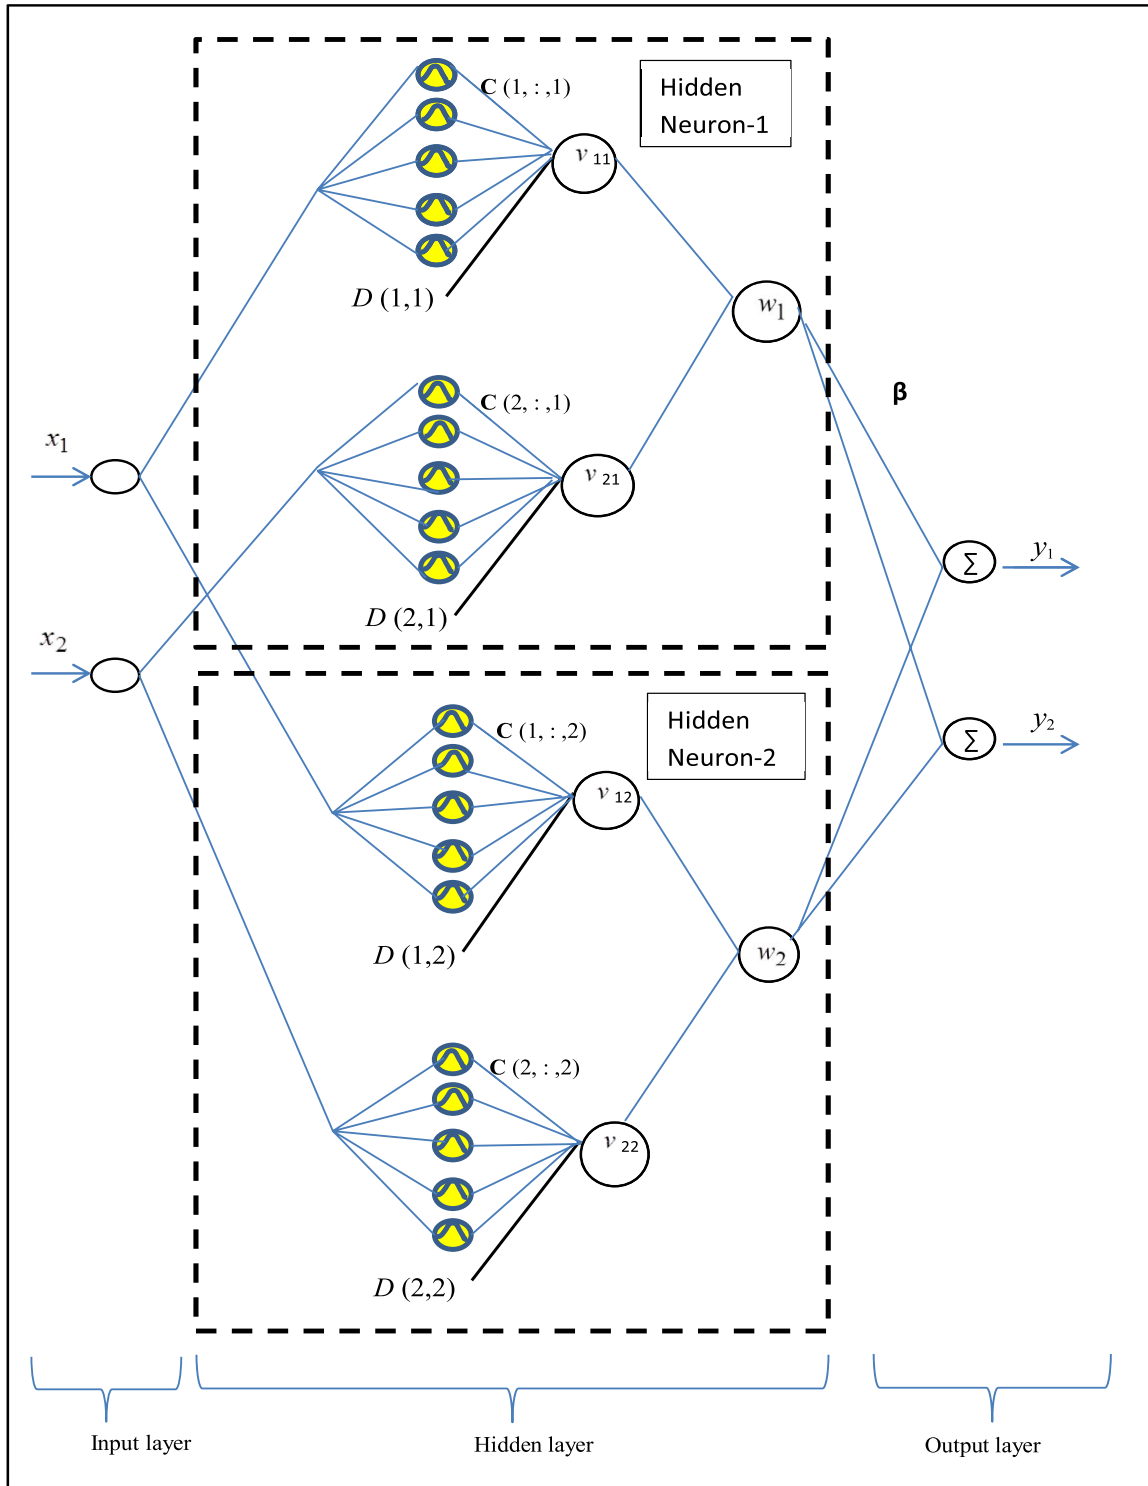 C (1, : ,1)
Hidden
Neuron-1
v 11
D (1,1)
w1
C (2, : ,1)
β
x1
v 21
Σ
y1
D (2,1)
x2
C (1, : ,2)
Hidden
Neuron-2
Σ
y2
v 12
D (1,2)
w2
C (2, : ,2)
v 22
D (2,2)
Input layer
Hidden layer
Output layer